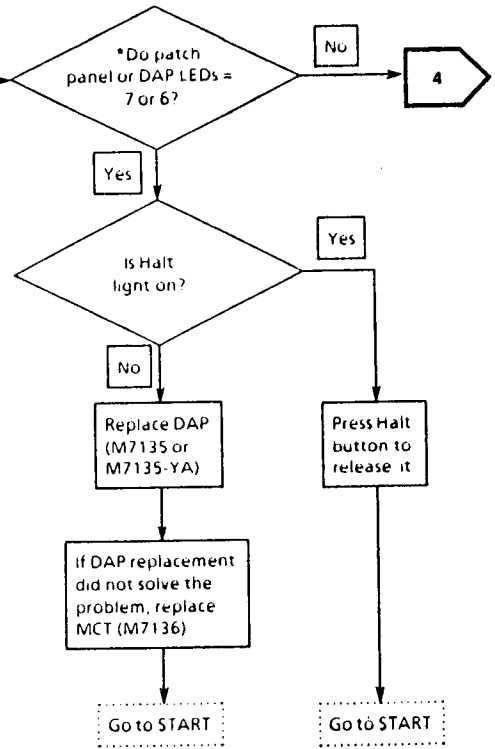 *Do patch
panel or DAP LEDs =
7 or 6?
No
4
Yes
Is Halt
light on?
Yes
No
Replace DAP
(M7135 or
M7135-YA)
Press Halt
button to
release it
If DAP replacement
did not solve the
problem, replace
MCT (M7136)
Go to START
Go to START